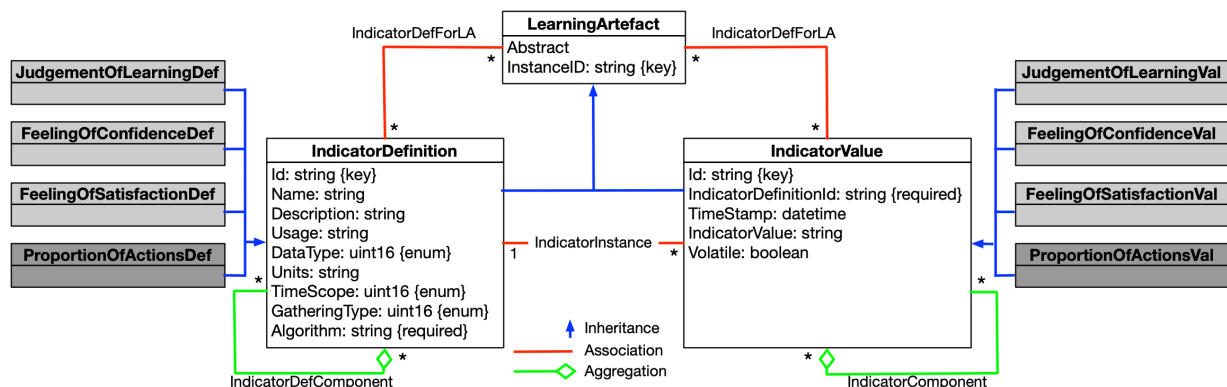 LearningArtefact
Abstract
InstanceID: string {key}
IndicatorDefForLA
IndicatorDefForLA
*
*
*
*
JudgementOfLearningDef
FeelingOfConfidenceDef
FeelingOfSatisfactionDef
ProportionOfActionsDef
IndicatorDefinition
Id: string {key}
Name: string
Description: string
Usage: string
DataType: uint16 {enum}
Units: string
TimeScope: uint16 {enum}
GatheringType: uint16 {enum}
Algorithm: string {required}
*
*
IndicatorDefComponent
1
IndicatorInstance
*
IndicatorValue
Id: string {key}
IndicatorDefinitionId: string {required}
TimeStamp: datetime
IndicatorValue: string
Volatile: boolean
*
*
IndicatorComponent
JudgementOfLearningVal
FeelingOfConfidenceVal
FeelingOfSatisfactionVal
ProportionOfActionsVal
Inheritance
Association
Aggregation